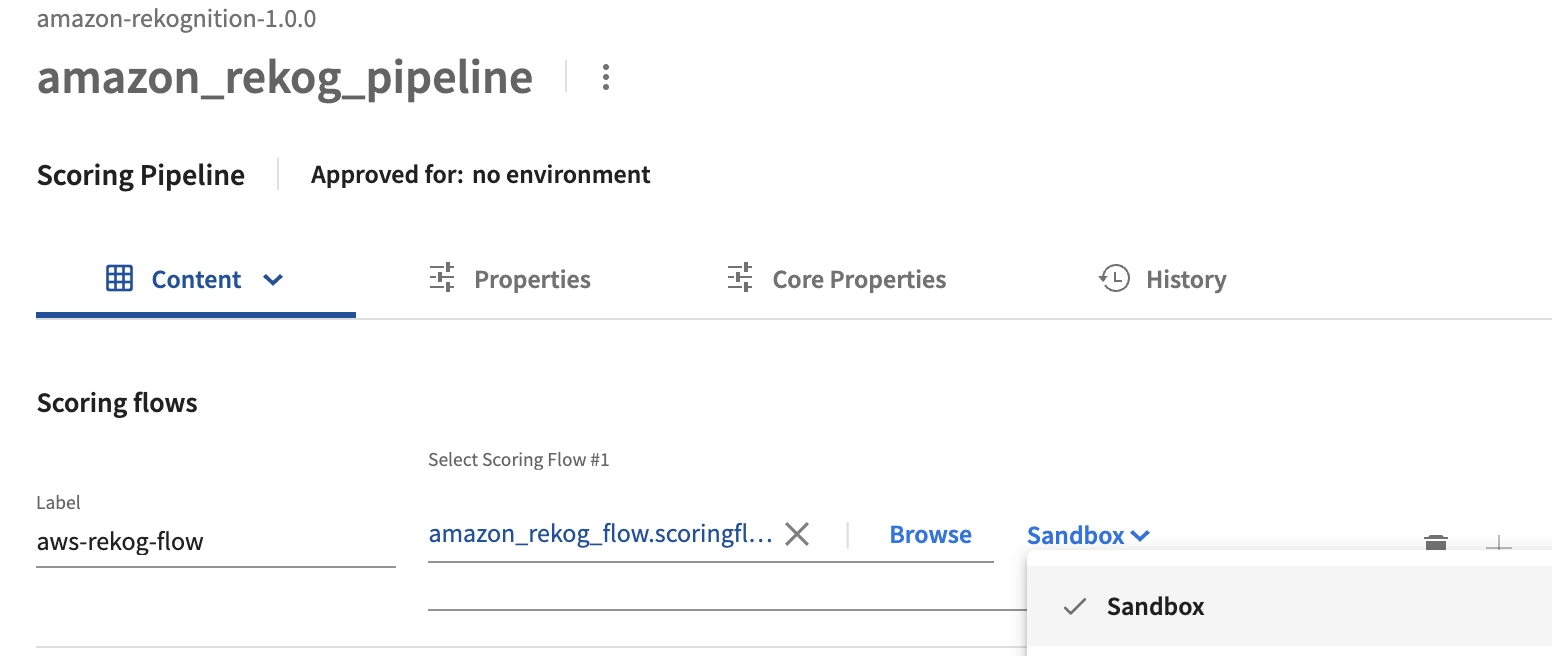 amazon-rekognition-1.0.0
amazon_rekog_pipeline
Scoring Pipeline Approved for: no environment
Content Properties Core Properties History
Scoring flows
Select Scoring Flow #1
Label
amazon_rekog_flow.scoringfl... Browse Sandbox
aws-rekog-flow
Sandbox